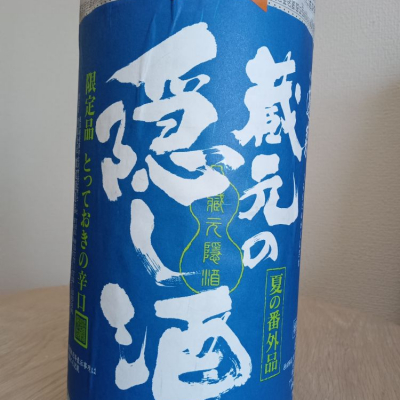 蔵元の
隠し酒
夏の番外品
蔵元隠酒
限定品 とっておきの辛口